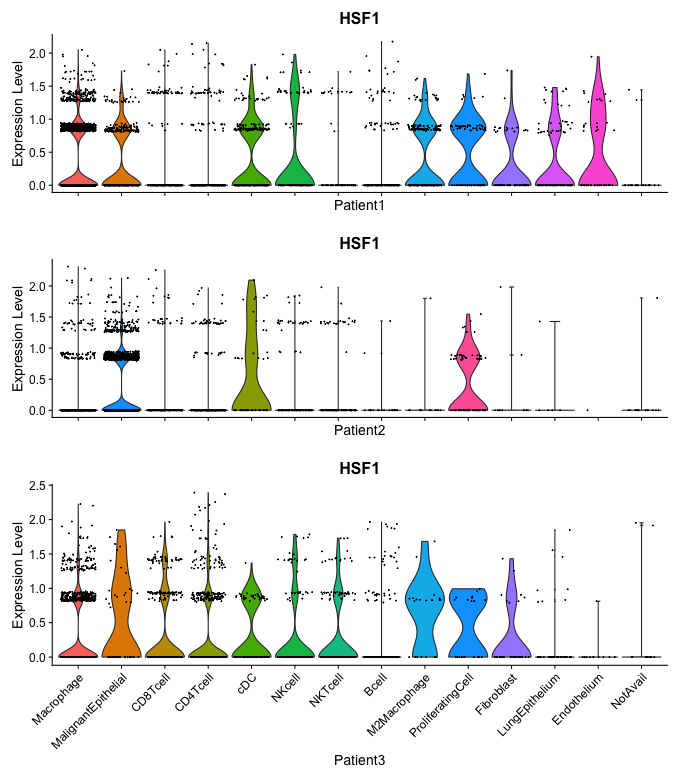 HSF1
Expression Level
2.0
1.5
1.0
0.5
0.0
Patient1
HSF1
Expression Level
2.0
1.5
1.0
0.5
0.0
Patient2
HSF1
Expression Level
2.5
2.0
1.5
1.0
0.5
0.0
Macrophage
MalignantEpithelial
CD8Tcell
CD4Tcell
cDC
NKcell
NKTcell
Bcell
M2Macrophage
ProliferatingCell
Fibroblast
LungEpithelium
Endothelium
NotAvail
Patient3